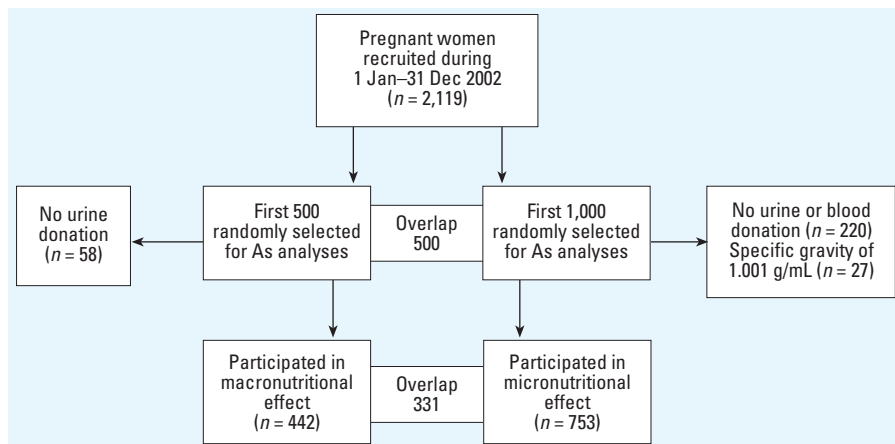 Pregnant women
recruited during
1 Jan–31 Dec 2002
(n = 2,119)
No urine
donation
(n = 58)
First 500
randomly selected
for As analyses
Overlap
500
First 1,000
randomly selected
for As analyses
No urine or blood
donation (n = 220)
Specific gravity of
1.001 g/mL (n = 27)
Participated in
macronutritional
effect
(n = 442)
Overlap
331
Participated in
micronutritional
effect
(n = 753)